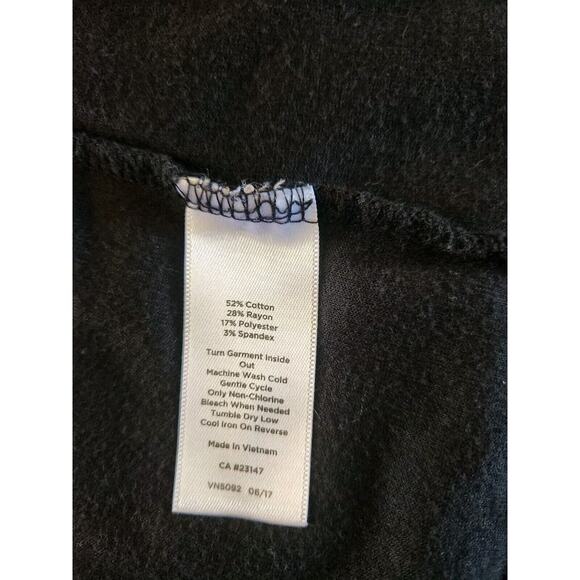 52% Cotton
28% Rayon
17% Polyester
3% Spandex
Turn Garment Inside
Out
Machine Wash Cold
Gentle Cycle
Only Non-Chlorine
Bleach When Needed
Tumble Dry Low
Cool Iron On Reverse
Made in Vietnam
CA #23147
VN5092 06/17